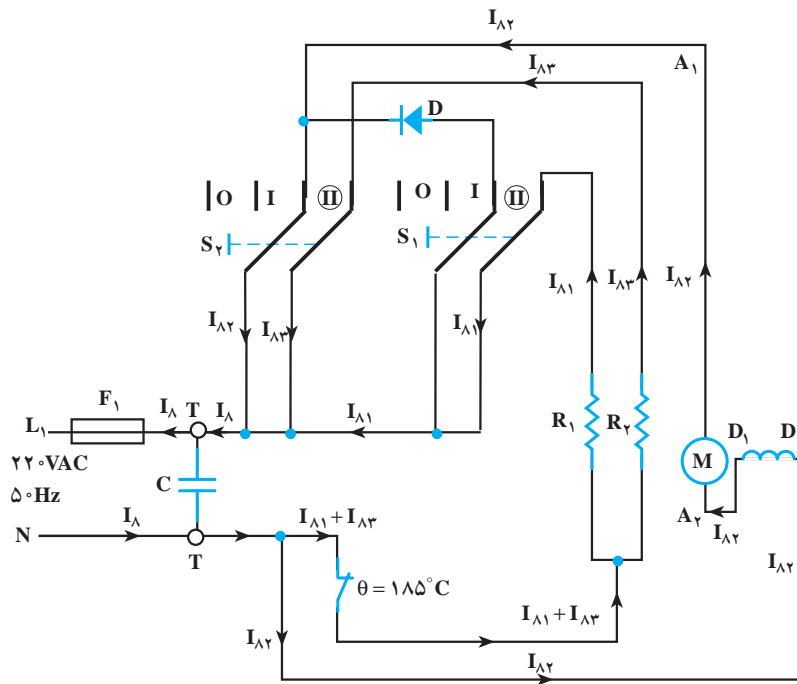 I۸۲
A۱
I۸۳
D
O I II
O I II
S۲
S۱
I۸۱ I۸۳ I۸۲
I۸۲ I۸۳ I۸۱
F۱
L۱ I۸ T I۸ I۸۱
R۱ R۲
D۱ D
M
۲۲۰VAC
۵۰Hz
C
A۲
I۸۲
N I۸ I۸۱+I۸۳
T
I۸۲
θ = ۱۸۵°C
I۸۱+I۸۳
I۸۲
I۸۲